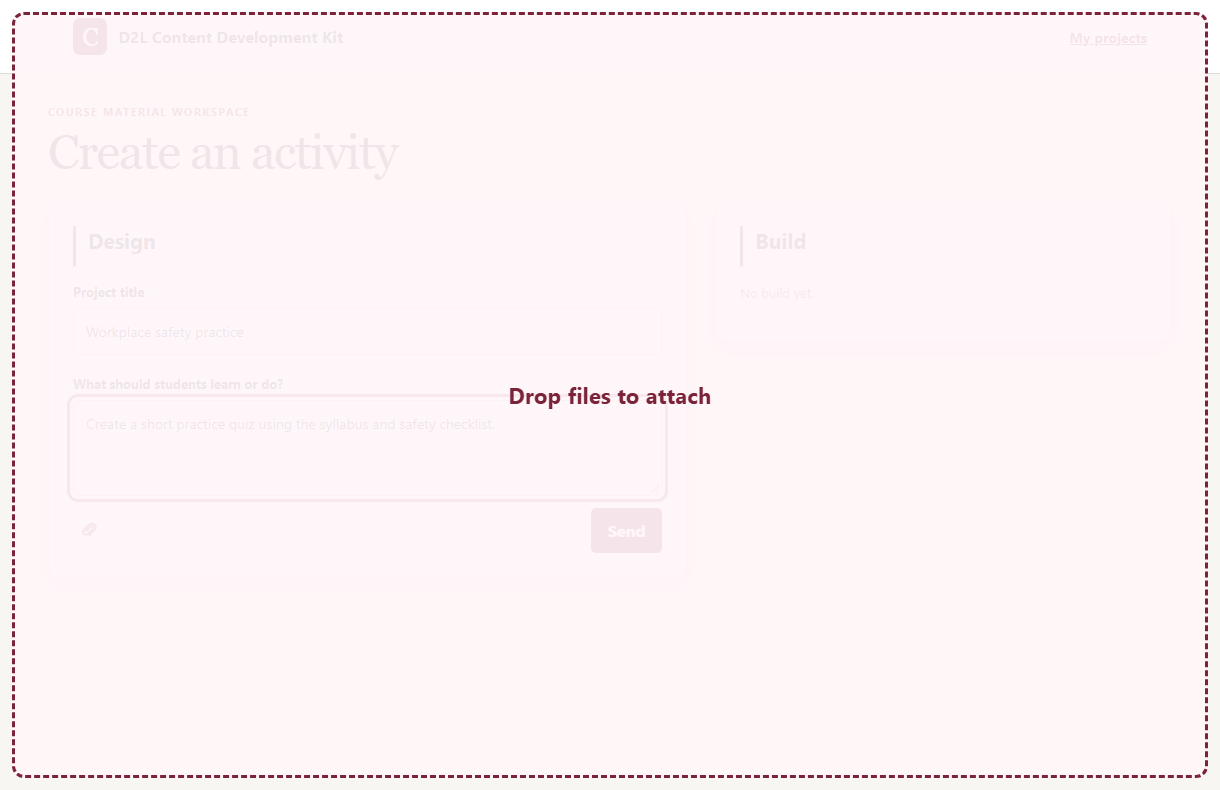 C D2L Content Development Kit
My projects
COURSE MATERIAL WORKSPACE
Create an activity
Design
Build
Project title
No build yet.
Workplace safety practice
What should students learn or do?
Drop files to attach
Create a short practice quiz using the syllabus and safety checklist.
Send